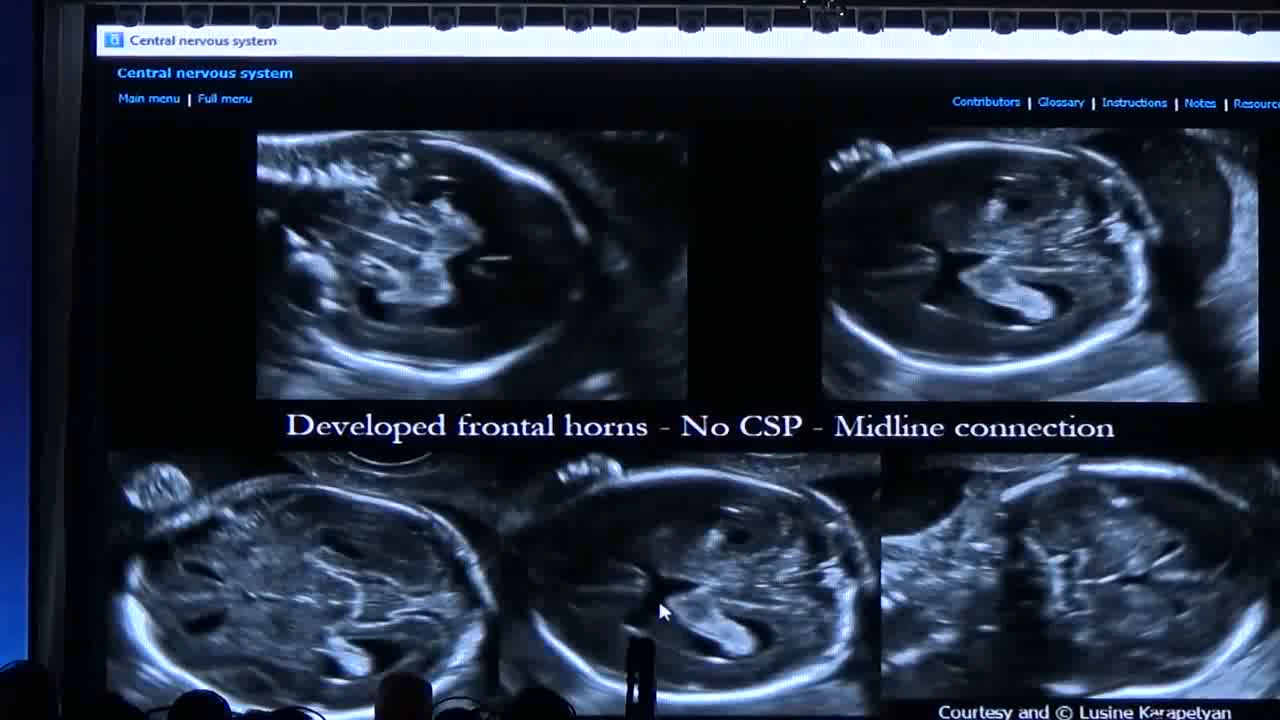 Central nervous system
Central nervous system
Main menu | Full menu
Contributors | Glossary | Instructions | Notes |
Developed frontal horns - No CSP - Midline connection
Courtesy and © Lusine Karapetyan